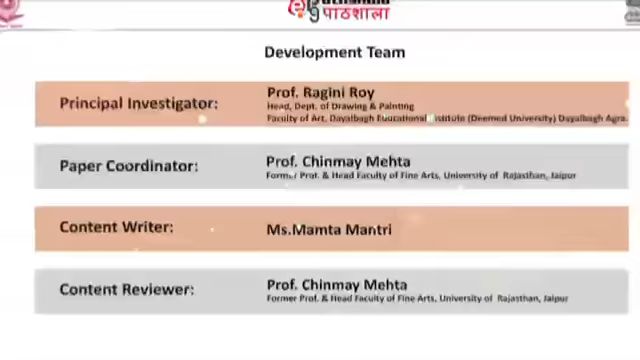 पाठशाला
Development Team
Principal Investigator:
Prof. Ragini Roy
Head, Dept. of Drawing & Painting
Faculty of Art, Dayalbagh Educational Institute (Deemed University) Dayalbagh Agra.
Paper Coordinator:
Prof. Chinmay Mehta
Former Prof. & Head Faculty of Fine Arts, University of Rajasthan, Jaipur
Content Writer:
Ms.Mamta Mantri
Content Reviewer:
Prof. Chinmay Mehta
Former Prof. & Head Faculty of Fine Arts, University of Rajasthan, Jaipur